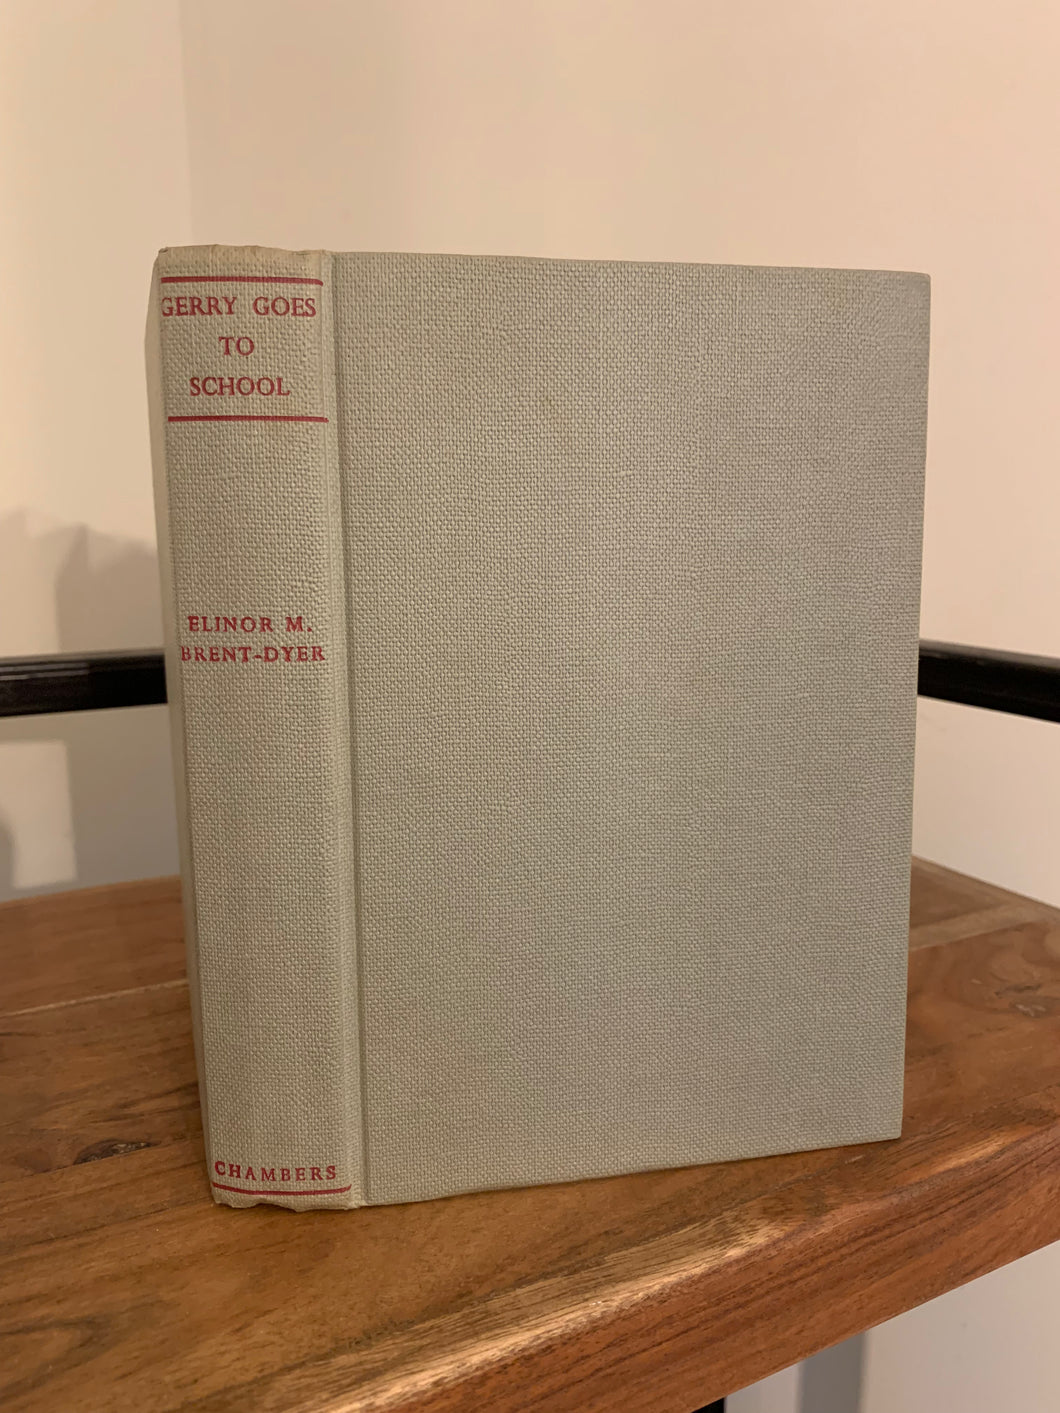 GERRY GOES
TO
SCHOOL
ELINOR M.
BRENT-DYER
CHAMBERS